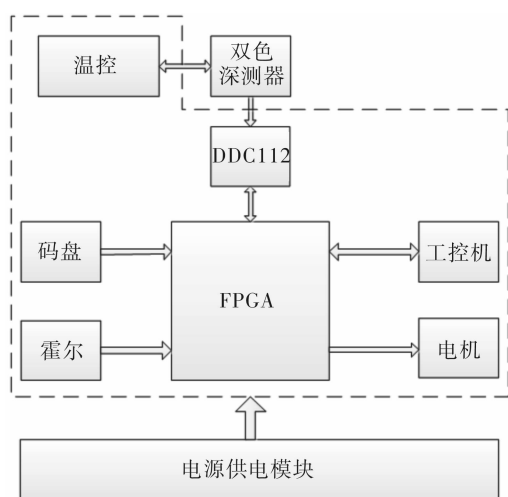 温控
双色
深测器
DDC112
码盘
FPGA
工控机
霍尔
电机
电源供电模块